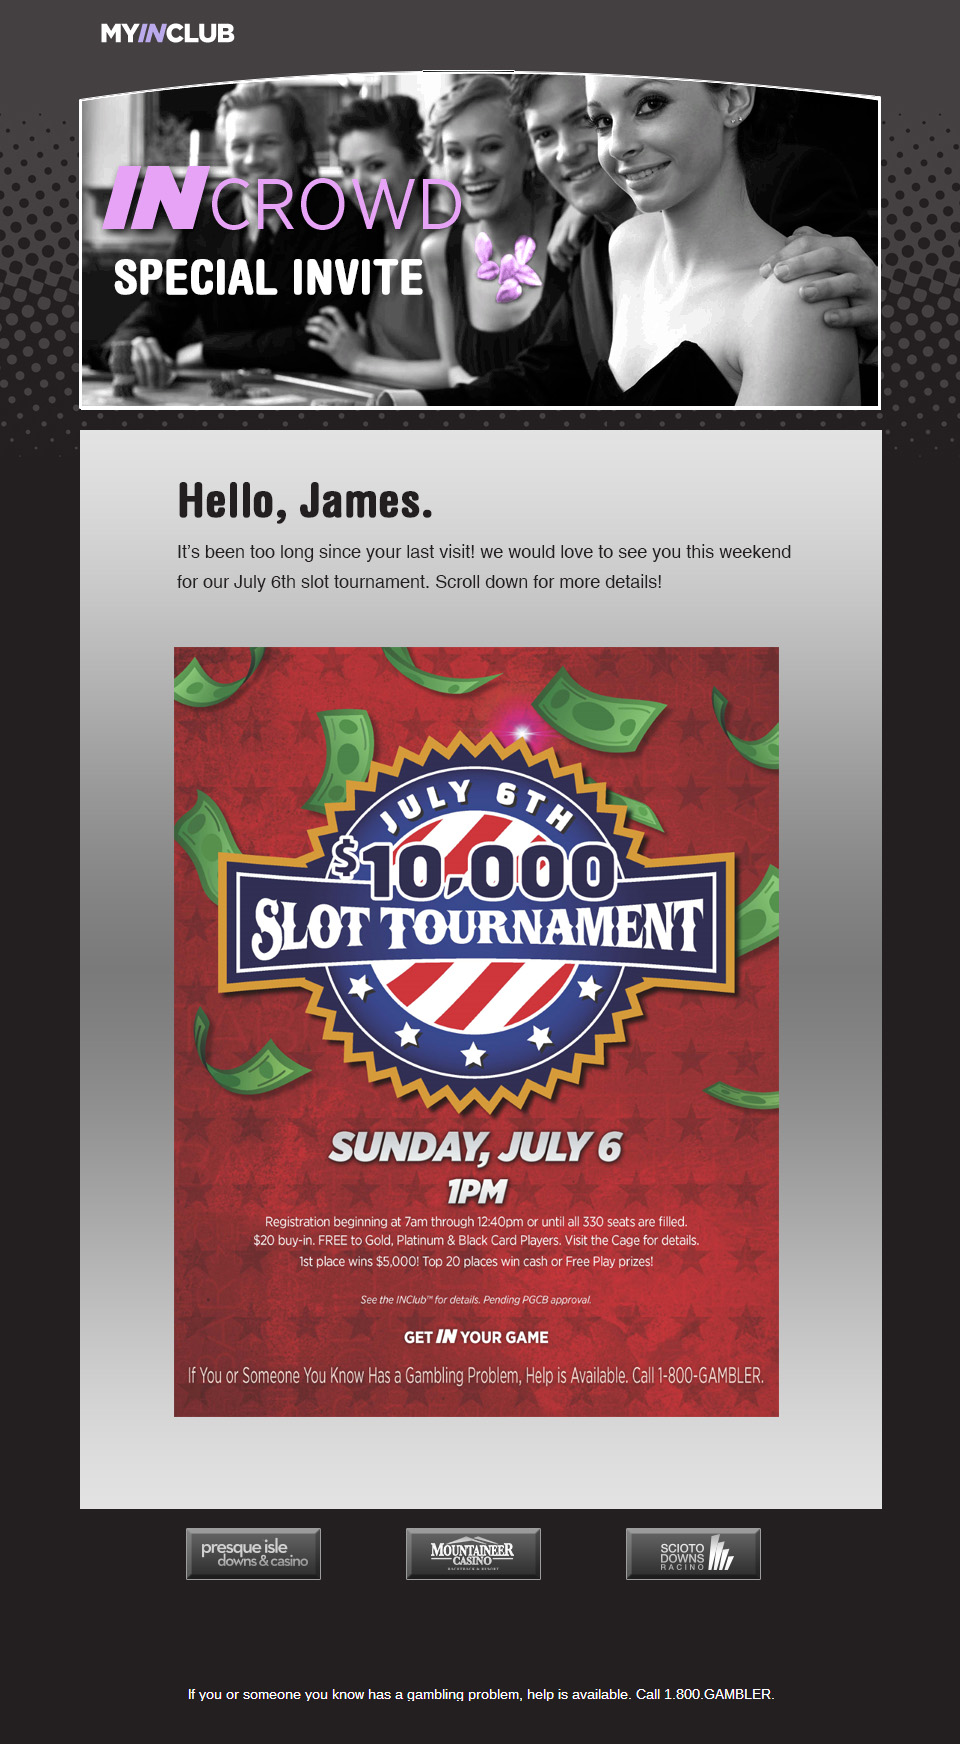 MYINCLUB
INCROWD
SPECIAL INVITE
Hello, James.
It's been too long since your last visit! we would love to see you this weekend
for our July 6th slot tournament. Scroll down for more details!
JULY 6TH
$10,000
SLOT TOURNAMENT
SUNDAY, JULY 6
1PM
Registration beginning at 7am through 12:40pm or until all 330 seats are filled.
$20 buy-in. FREE to Gold, Platinum & Black Card Players. Visit the Cage for details.
1st place wins $5,000! Top 20 places win cash or Free Play prizes!
See the INClub™ for details. Pending PGCB approval.
GET IN YOUR GAME
If You or Someone You Know Has a Gambling Problem, Help is Available. Call 1-800-GAMBLER.
presque isle
downs & casino
MOUNTAINEER
CASINO
RACETRACK & RESORT
SCIOTO
DOWNS
RACINO
If you or someone you know has a gambling problem, help is available. Call 1.800.GAMBLER.